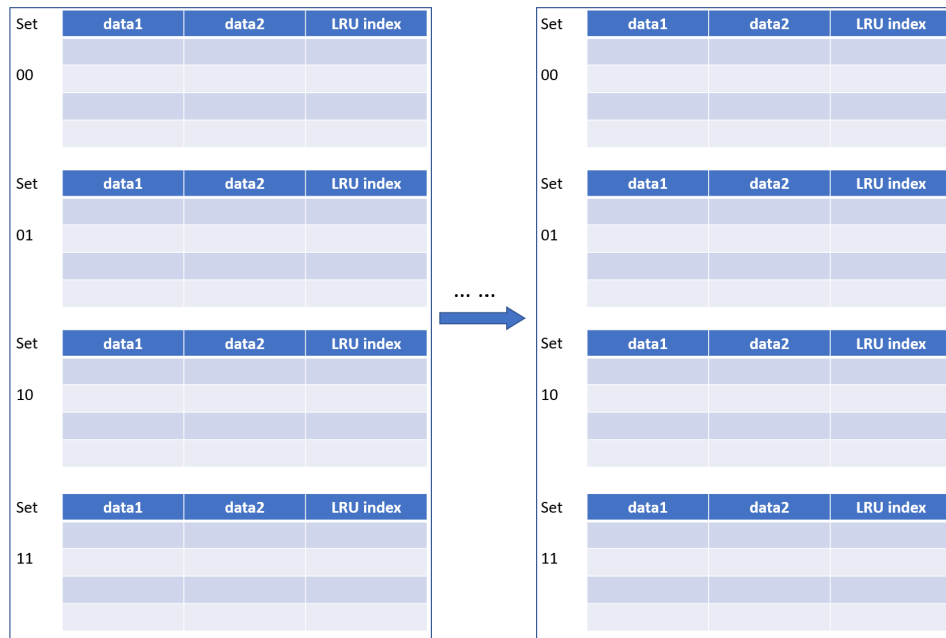 Set data1 data2 LRU index
00
Set data1 data2 LRU index
01
Set data1 data2 LRU index
10
Set data1 data2 LRU index
11
... ...
Set data1 data2 LRU index
00
Set data1 data2 LRU index
01
Set data1 data2 LRU index
10
Set data1 data2 LRU index
11